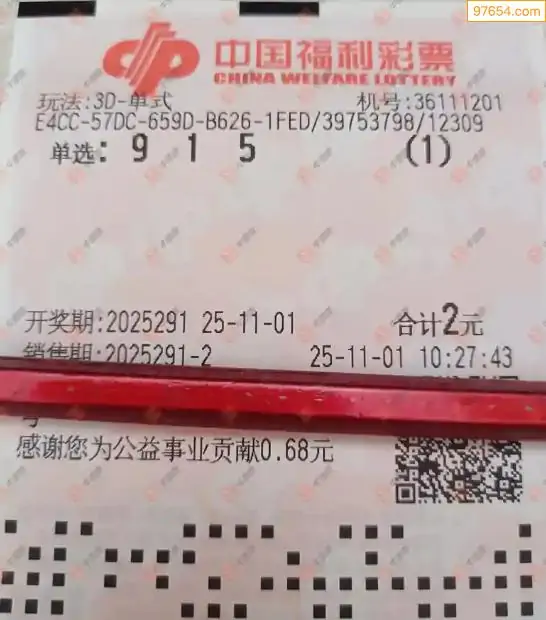 97654.com
中国福利彩票
CHINA WELFARE LOTTERY
玩法:3D-单式 机号:36111201
E4CC-57DC-659D-B626-1FED/39753798/12309
单选: 9 1 5 (1)
开奖期:2025291 25-11-01 合计2元
销售期:2025291-2 25-11-01 10:27:43
感谢您为公益事业贡献0.68元